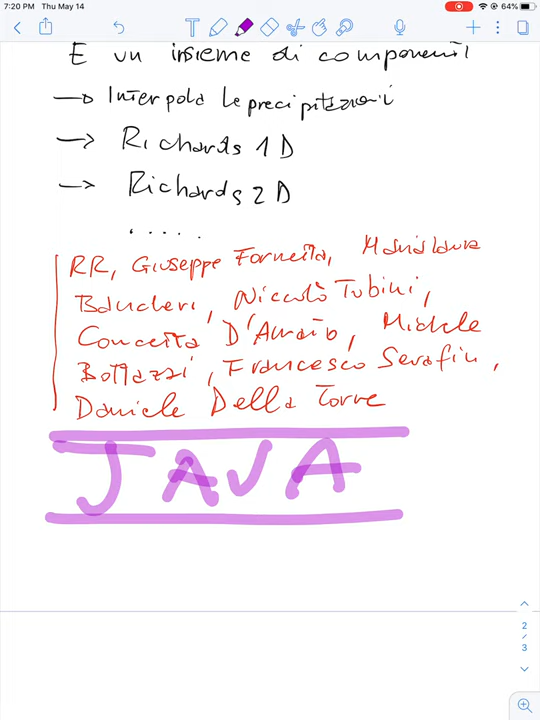 7:20 PM Thu May 14
64%
È un insieme di componenti
→ Interpola le precipitazioni
→ Richards 1D
→ Richards 2D
.....
RR, Giuseppe Formetta, Marialaura
Bancheri, Niccolò Tubini,
Concetta D'Amato, Michele
Bottazzi, Francesco Serafin,
Daniele Della Torre
JAVA
2
/
3